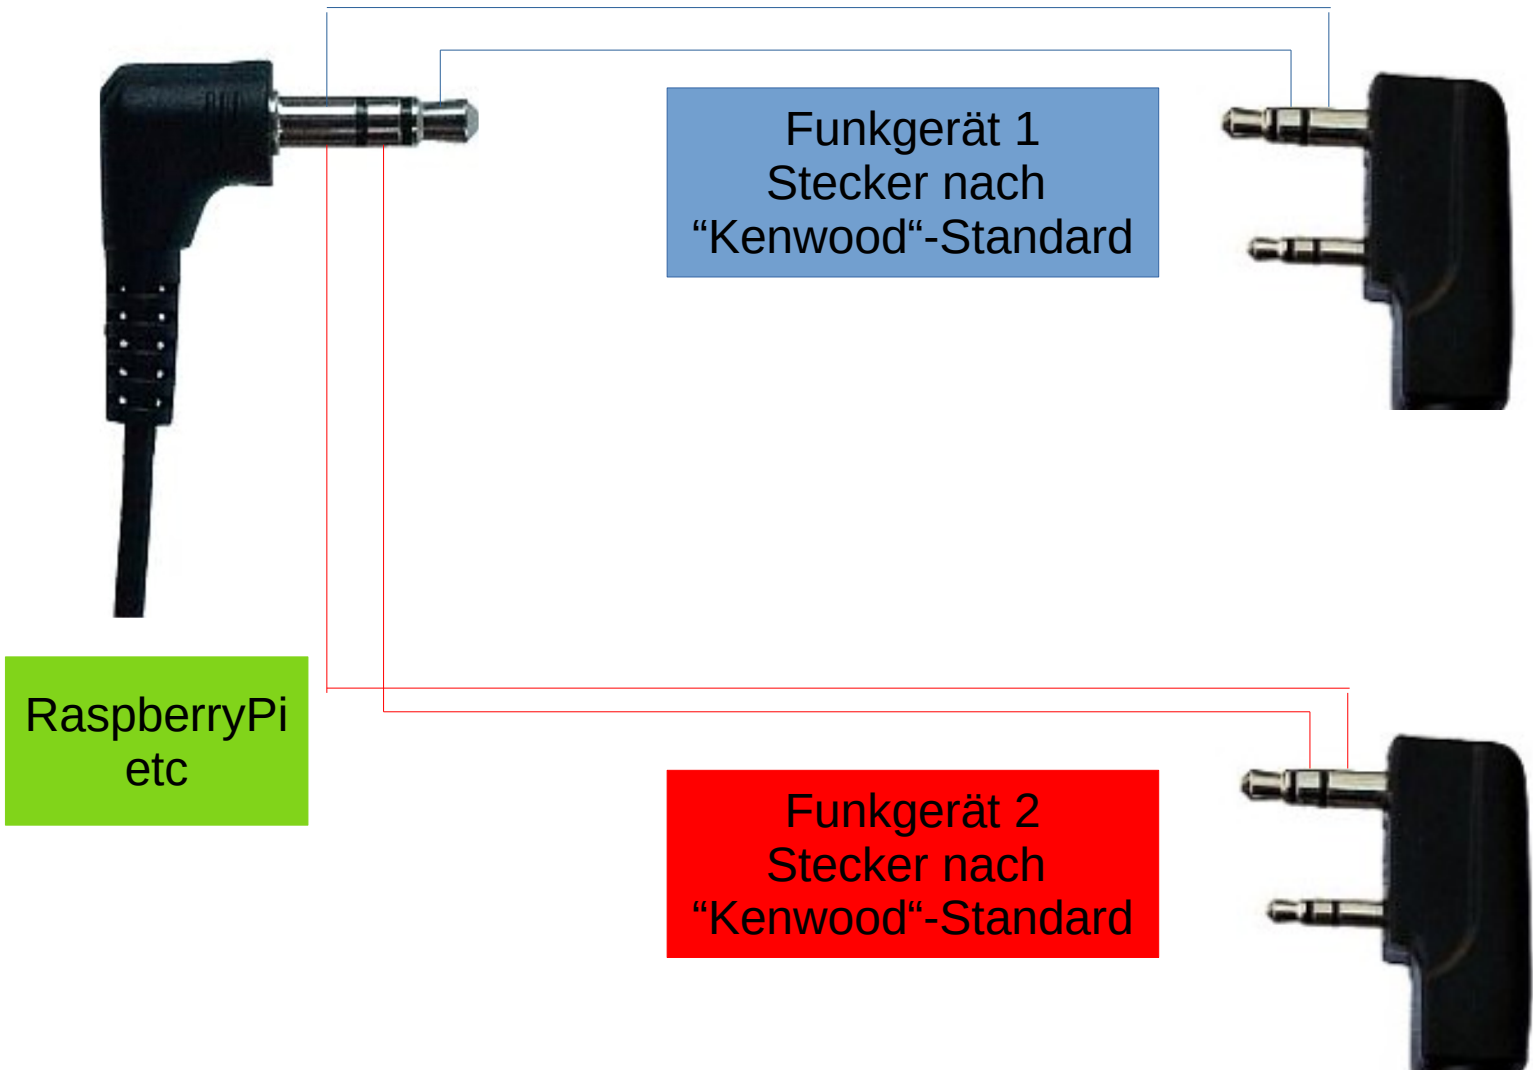 Funkgerät 1
Stecker nach
“Kenwood“-Standard
RaspberryPi
etc
Funkgerät 2
Stecker nach
“Kenwood“-Standard